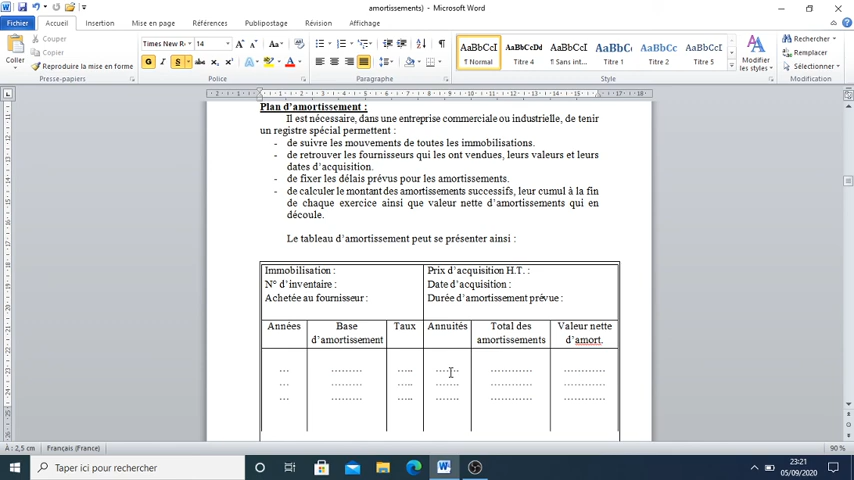 amortissements) - Microsoft Word
Fichier Accueil Insertion Mise en page Références Publipostage Révision Affichage
Couper
Copier
Reproduire la mise en forme
Coller
Presse-papiers
Times New R 14
G I S
Police
Paragraphe
AaBbCcI AaBbCcDd AaBbCcI AaBbC AaBbCc AaBbCcI
¶ Normal Titre 4 ¶ Sans int... Titre 1 Titre 2 Titre 5
Style
Modifier
les styles
Rechercher
Remplacer
Sélectionner
Modification
Plan d'amortissement :
Il est nécessaire, dans une entreprise commerciale ou industrielle, de tenir
un registre spécial permettent :
- de suivre les mouvements de toutes les immobilisations.
- de retrouver les fournisseurs qui les ont vendues, leurs valeurs et leurs
dates d'acquisition.
- de fixer les délais prévus pour les amortissements.
- de calculer le montant des amortissements successifs, leur cumul à la fin
de chaque exercice ainsi que valeur nette d'amortissements qui en
découle.
Le tableau d'amortissement peut se présenter ainsi :
Immobilisation :
N° d'inventaire :
Achetée au fournisseur :
Prix d'acquisition H.T. :
Date d'acquisition :
Durée d'amortissement prévue :
Années Base d'amortissement Taux Annuités Total des amortissements Valeur nette d'amort.
... ......... ..... ....... ............ ............
... ......... ..... ....... ............ ............
... ......... ..... ....... ............ ............
À : 2,5 cm Français (France) 90 %
Taper ici pour rechercher
23:21
05/09/2020